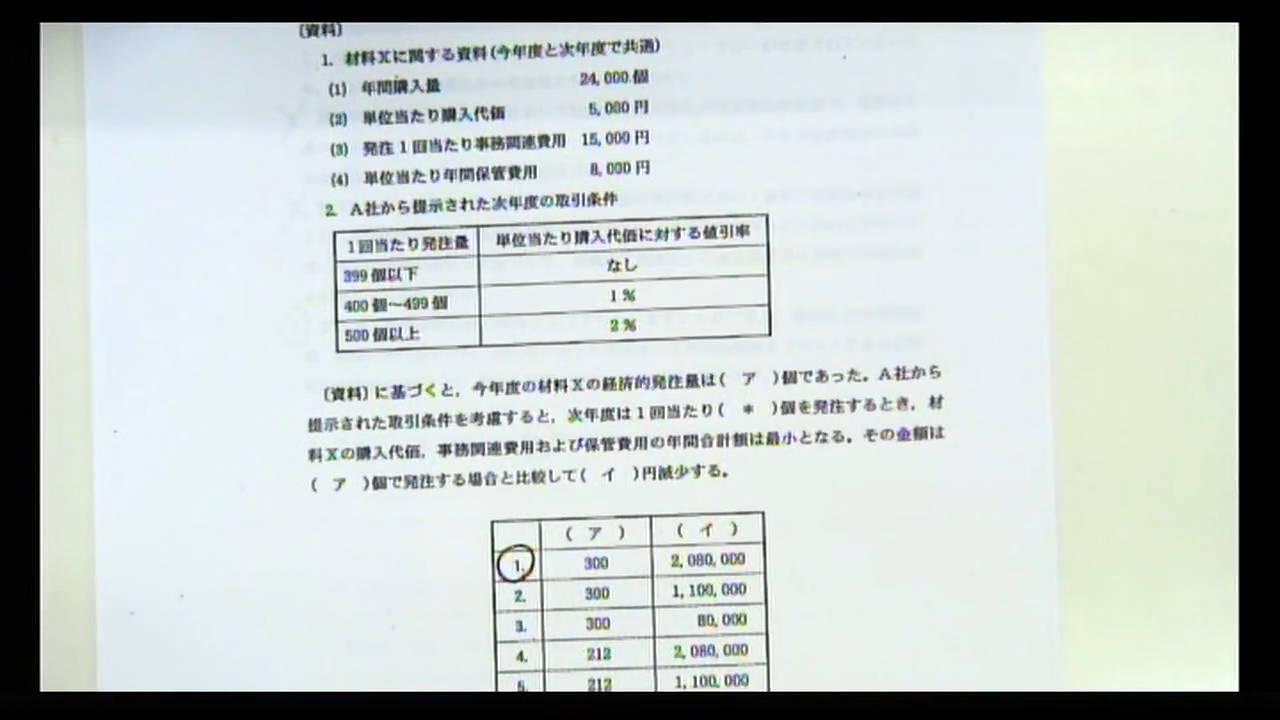 〔資料〕
1. 材料Xに関する資料(今年度と次年度で共通)
(1) 年間購入量 24,000個
(2) 単位当たり購入代価 5,000円
(3) 発注1回当たり事務関連費用 15,000円
(4) 単位当たり年間保管費用 8,000円
2. A社から提示された次年度の取引条件
1回当たり発注量 単位当たり購入代価に対する値引率
399個以下 なし
400個～499個 1%
500個以上 2%
〔資料〕に基づくと，今年度の材料Xの経済的発注量は( ア )個であった。A社から
提示された取引条件を考慮すると，次年度は1回当たり( * )個を発注するとき，材
料Xの購入代価，事務関連費用および保管費用の年間合計額は最小となる。その金額は
( ア )個で発注する場合と比較して( イ )円減少する。
( ア ) ( イ )
1. 300 2,080,000
2. 300 1,100,000
3. 300 80,000
4. 212 2,080,000
5. 212 1,100,000